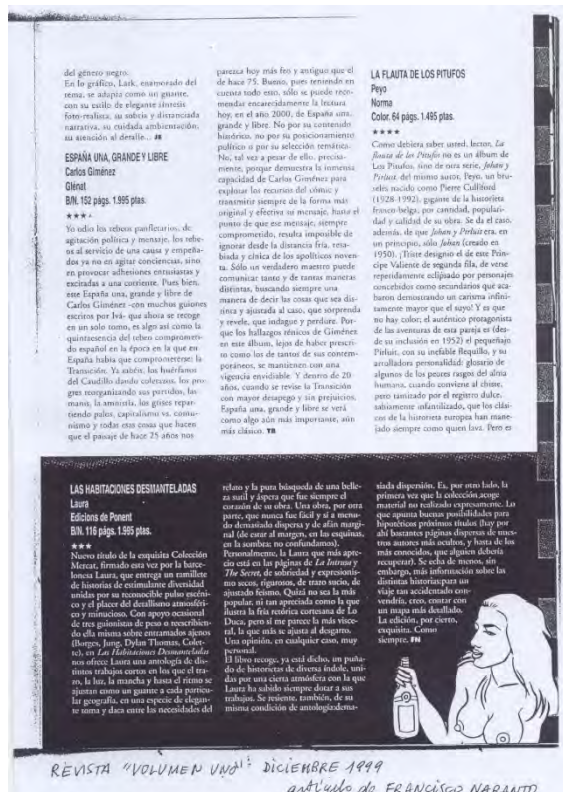 del género negro.
En lo gráfico, Lark, enamorado del
tema, se adapta como un guante,
con su estilo de elegante síntesis
foto-realista, su sobria y distanciada
narrativa, su cuidada ambientación,
su atención al detalle...
ESPAÑA UNA, GRANDE Y LIBRE
Carlos Giménez
Glénat
B/N. 152 págs. 1.995 ptas.
Yo odio los tebeos panfletarios, de
agitación política y mensaje, los tebe-
os al servicio de una causa y empeña-
dos ya no en agitar conciencias, sino
en provocar adhesiones entusiastas y
excitadas a una corriente. Pues bien,
este España una, grande y libre de
Carlos Giménez -con muchos guiones
escritos por Ivà- que ahora se recoge
en un solo tomo, es algo así como la
quintaesencia del tebeo comprometi-
do español en la época en la que en
España había que comprometerse: la
Transición. Ya sabéis, los huérfanos
del Caudillo dando coletazos, los pro
gres reorganizando sus partidos, las
manis, la amnistía, los grises repar-
tiendo palos, capitalismo vs. comu-
nismo y todas esas cosas que hacen
que el paisaje de hace 25 años nos
parezca hoy más feo y antiguo que el
de hace 75. Bueno, pues teniendo en
cuenta todo esto, sólo se puede reco-
mendar encarecidamente la lectura
hoy, en el año 2000, de España una,
grande y libre. No por su contenido
histórico, no por su posicionamiento
político o por su selección temática.
No, tal vez a pesar de ello, precisa-
mente, porque demuestra la inmensa
capacidad de Carlos Giménez para
explotar los recursos del cómic y
transmitir siempre de la forma más
original y efectiva su mensaje, hasta el
punto de que ese mensaje, siempre
comprometido, resulta imposible de
ignorar desde la distancia fría, resa-
biada y cínica de los apolíticos noven-
ta. Sólo un verdadero maestro puede
comunicar tanto y de tantas maneras
distintas, buscando siempre una
manera de decir las cosas que sea dis-
tinta y ajustada al caso, que sorprenda
y revele, que indague y perdure. Por-
que los hallazgos ténicos de Giménez
en este álbum, lejos de haber prescri-
to como los de tantos de sus contem-
poráneos, se mantienen con una
vigencia envidiable. Y dentro de 20
años, cuando se revise la Transición
con mayor desapego y sin prejuicios,
España una, grande y libre se verá
como algo aún más importante, aún
más clásico. TB
LA FLAUTA DE LOS PITUFOS
Peyo
Norma
Color. 64 págs. 1.495 ptas.
Como debiera saber usted, lector, La
flauta de los Pitufos no es un álbum de
Los Pitufos, sino de otra serie, Johan y
Pirluit, del mismo autor, Peyo, un bru-
selés nacido como Pierre Culliford
(1928-1992), gigante de la historieta
franco-belga, por cantidad, populari-
dad y calidad de su obra. Se da el caso,
además, de que Johan y Pirluit era, en
un principio, sólo Johan (creado en
1950). ¡Triste designio el de este Prín-
cipe Valiente de segunda fila, de verse
repetidamente eclipsado por personajes
concebidos como secundarios que aca-
baron demostrando un carisma infini-
tamente mayor que el suyo! Y es que
no hay color; el auténtico protagonista
de las aventuras de esta pareja es (des-
de su inclusión en 1952) el pequeñajo
Pirluit, con su inefable flequillo, y su
arrolladora personalidad: glosario de
algunos de los peores rasgos del alma
humana, cuando conviene al chiste,
pero tamizado por el registro dulce,
sabiamente infantilizado, que los clási-
cos de la historieta europea han mane-
jado siempre como quien lava. Pero es
LAS HABITACIONES DESMANTELADAS
Laura
Edicions de Ponent
B/N. 116 págs. 1.995 ptas.
Nuevo título de la exquisita Colección
Mercat, firmado esta vez por la barce-
lonesa Laura, que entrega un ramillete
de historias de estimulante diversidad
unidas por su reconocible pulso escéni-
co y el placer del detallismo atmosféri-
co y minucioso. Con apoyo ocasional
de tres guionistas de peso o reescribien-
do ella misma sobre entramados ajenos
(Borges, Jung, Dylan Thomas, Colet-
te), en Las Habitaciones Desmanteladas
nos ofrece Laura una antología de dis-
tintos trabajos cortos en los que el tra-
zo, la luz, la mancha y hasta el ritmo se
ajustan como un guante a cada particu-
lar geografía, en una especie de elegan-
te toma y daca entre las necesidades del
relato y la pura búsqueda de una belle-
za sutil y áspera que fue siempre el
corazón de su obra. Una obra, por otra
parte, que nunca fue fácil y sí a menu-
do demasiado dispersa y de afán margi-
nal (de estar al margen, en las esquinas,
en la sombra; no confundamos).
Personalmente, la Laura que más apre-
cio está en las páginas de La Intrusa y
The Secret, de sobriedad y expresionis-
mo secos, rigurosos, de trazo sucio, de
ajustado feísmo. Quizá no sea la más
popular, ni tan apreciada como la que
ilustra la fría retórica cortesana de Lo
Duca, pero sí me parece la más visce-
ral, la que más se ajusta al desgarro.
Una opinión, en cualquier caso, muy
personal.
El libro recoge, ya está dicho, un puña-
do de historietas de diversa índole, uni-
das por una cierta atmósfera con la que
Laura ha sabido siempre dotar a sus
trabajos. Se resiente, también, de su
misma condición de antologíadema-
siada dispersión. Es, por otro lado, la
primera vez que la colección acoge
material no realizado expresamente. Lo
que apunta buenas posibilidades para
hipotéticos próximos títulos (hay por
ahí bastantes páginas dispersas de nues-
tros autores más ocultos, y hasta de los
más conocidos, que alguien debería
recuperar). Se echa de menos, sin
embargo, más información sobre las
distintas historias:para un
viaje tan accidentado con-
vendría, creo, contar con
un mapa más detallado.
La edición, por cierto,
exquisita. Como
siempre. FN
REVISTA "VOLUMEN UNO": DICIEMBRE 1999
artículo de FRANCISCO NARANJO